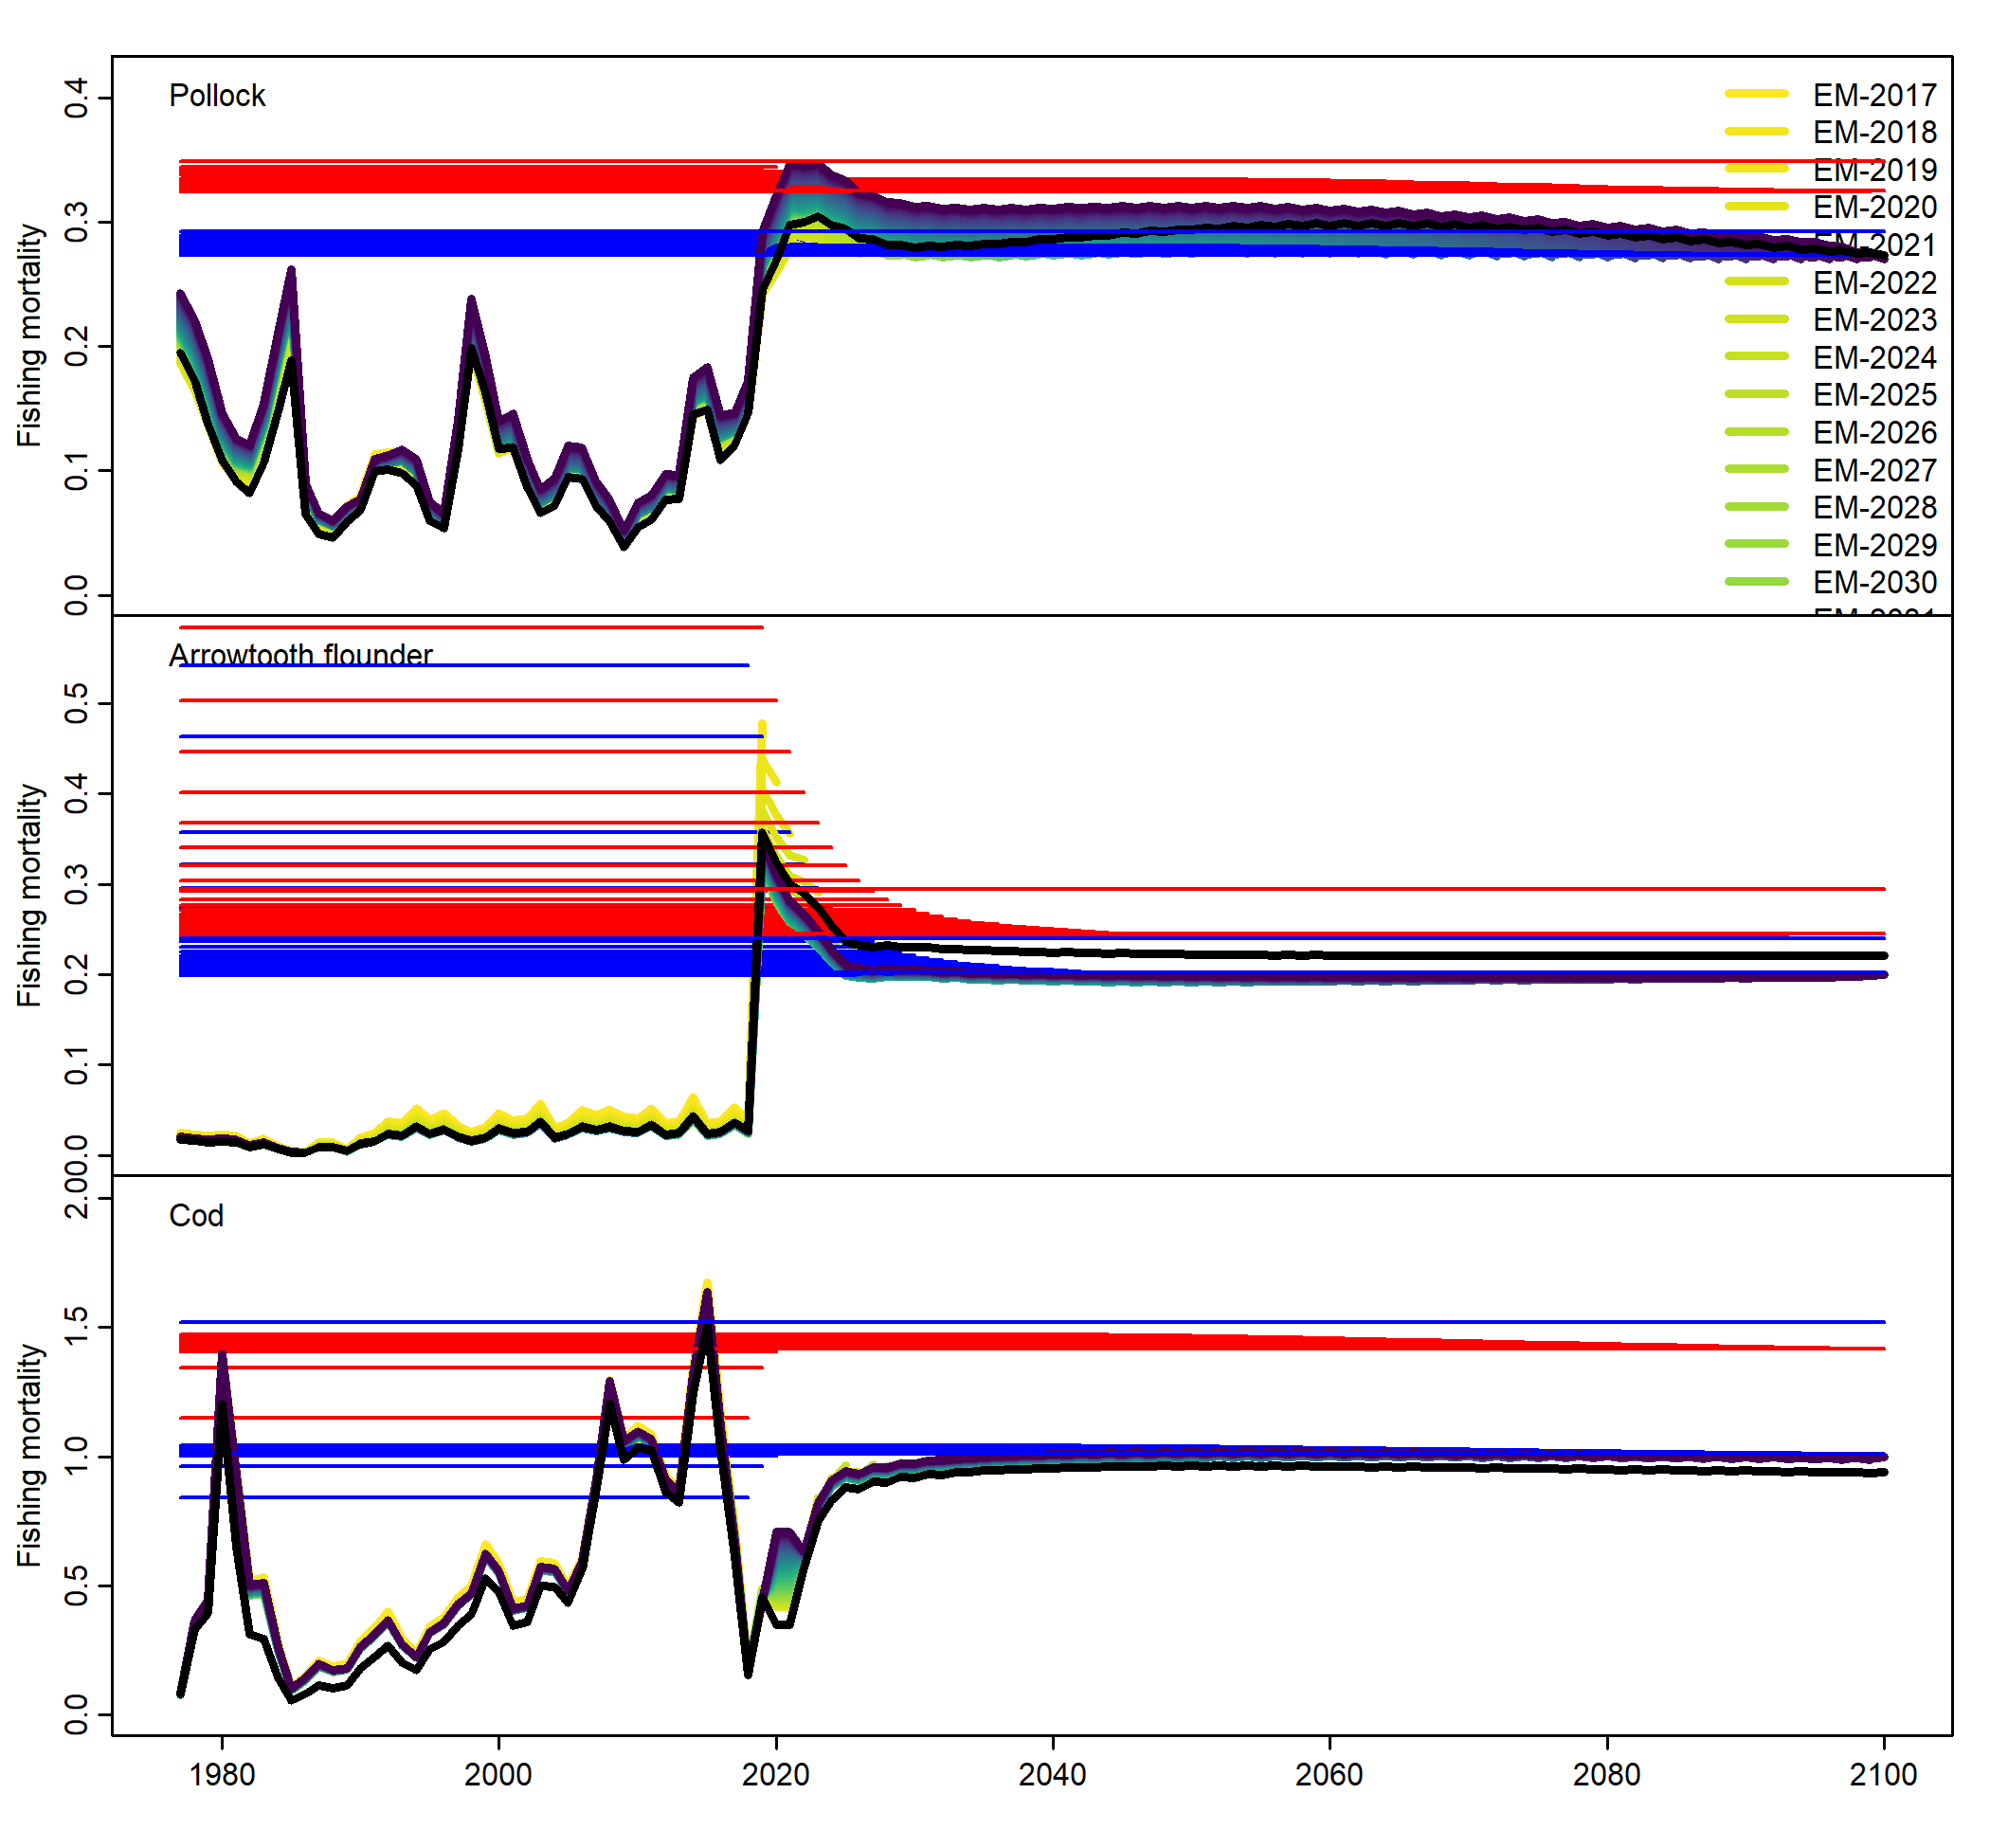 Pollock
Fishing mortality
0.0 0.1 0.2 0.3 0.4
EM-2017
EM-2018
EM-2019
EM-2020
EM-2021
EM-2022
EM-2023
EM-2024
EM-2025
EM-2026
EM-2027
EM-2028
EM-2029
EM-2030
Arrowtooth flounder
Fishing mortality
0.0 0.1 0.2 0.3 0.4 0.5
Cod
Fishing mortality
0.0 0.5 1.0 1.5 2.0
1980 2000 2020 2040 2060 2080 2100